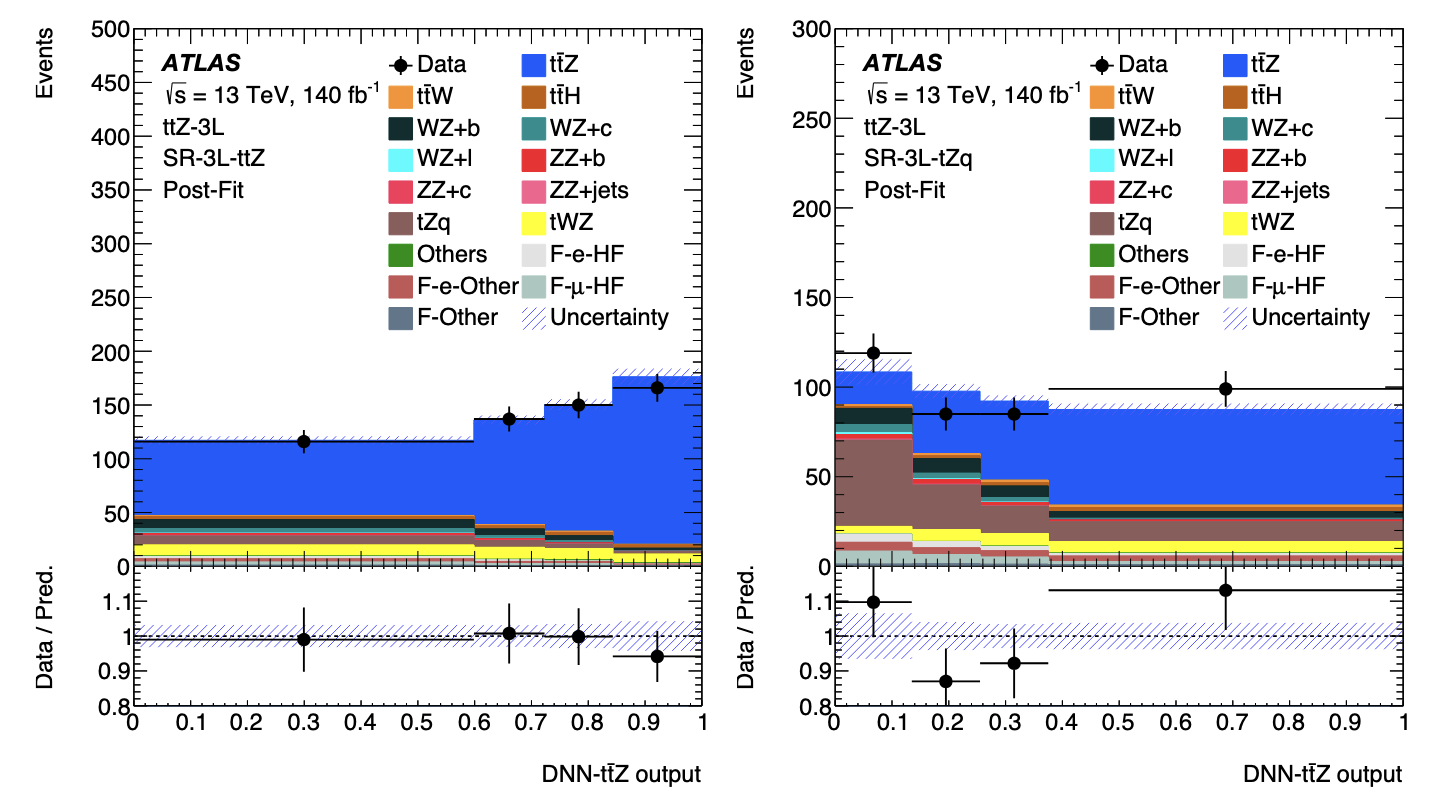 Events
500
450
400
350
300
250
200
150
100
50
0
ATLAS
√s = 13 TeV, 140 fb⁻¹
ttZ-3L
SR-3L-ttZ
Post-Fit
Data tt̄Z
tt̄W tt̄H
WZ+b WZ+c
WZ+l ZZ+b
ZZ+c ZZ+jets
tZq tWZ
Others F-e-HF
F-e-Other F-μ-HF
F-Other Uncertainty
Data / Pred.
1.1
1
0.9
0.8
0 0.1 0.2 0.3 0.4 0.5 0.6 0.7 0.8 0.9 1
DNN-tt̄Z output
Events
300
250
200
150
100
50
0
ATLAS
√s = 13 TeV, 140 fb⁻¹
ttZ-3L
SR-3L-tZq
Post-Fit
Data tt̄Z
tt̄W tt̄H
WZ+b WZ+c
WZ+l ZZ+b
ZZ+c ZZ+jets
tZq tWZ
Others F-e-HF
F-e-Other F-μ-HF
F-Other Uncertainty
Data / Pred.
1.1
1
0.9
0.8
0 0.1 0.2 0.3 0.4 0.5 0.6 0.7 0.8 0.9 1
DNN-tt̄Z output